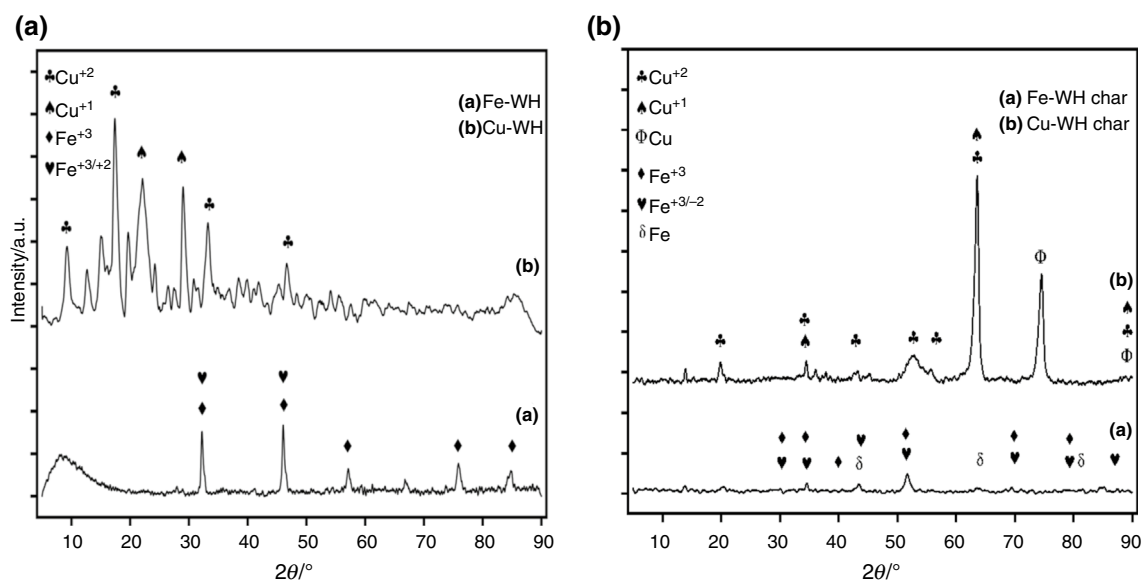 (a)
♣Cu+2
♠Cu+1
♦Fe+3
♥Fe+3/+2
(a)Fe-WH
(b)Cu-WH
(b)
(a)
Intensity/a.u.
10 20 30 40 50 60 70 80 90
2θ/°
(b)
♣Cu+2
♠Cu+1
ΦCu
♦Fe+3
♥Fe+3/–2
δFe
(a) Fe-WH char
(b) Cu-WH char
Φ
(b)
Φ
(a)
δ
δ
δ
10 20 30 40 50 60 70 80 90
2θ/°